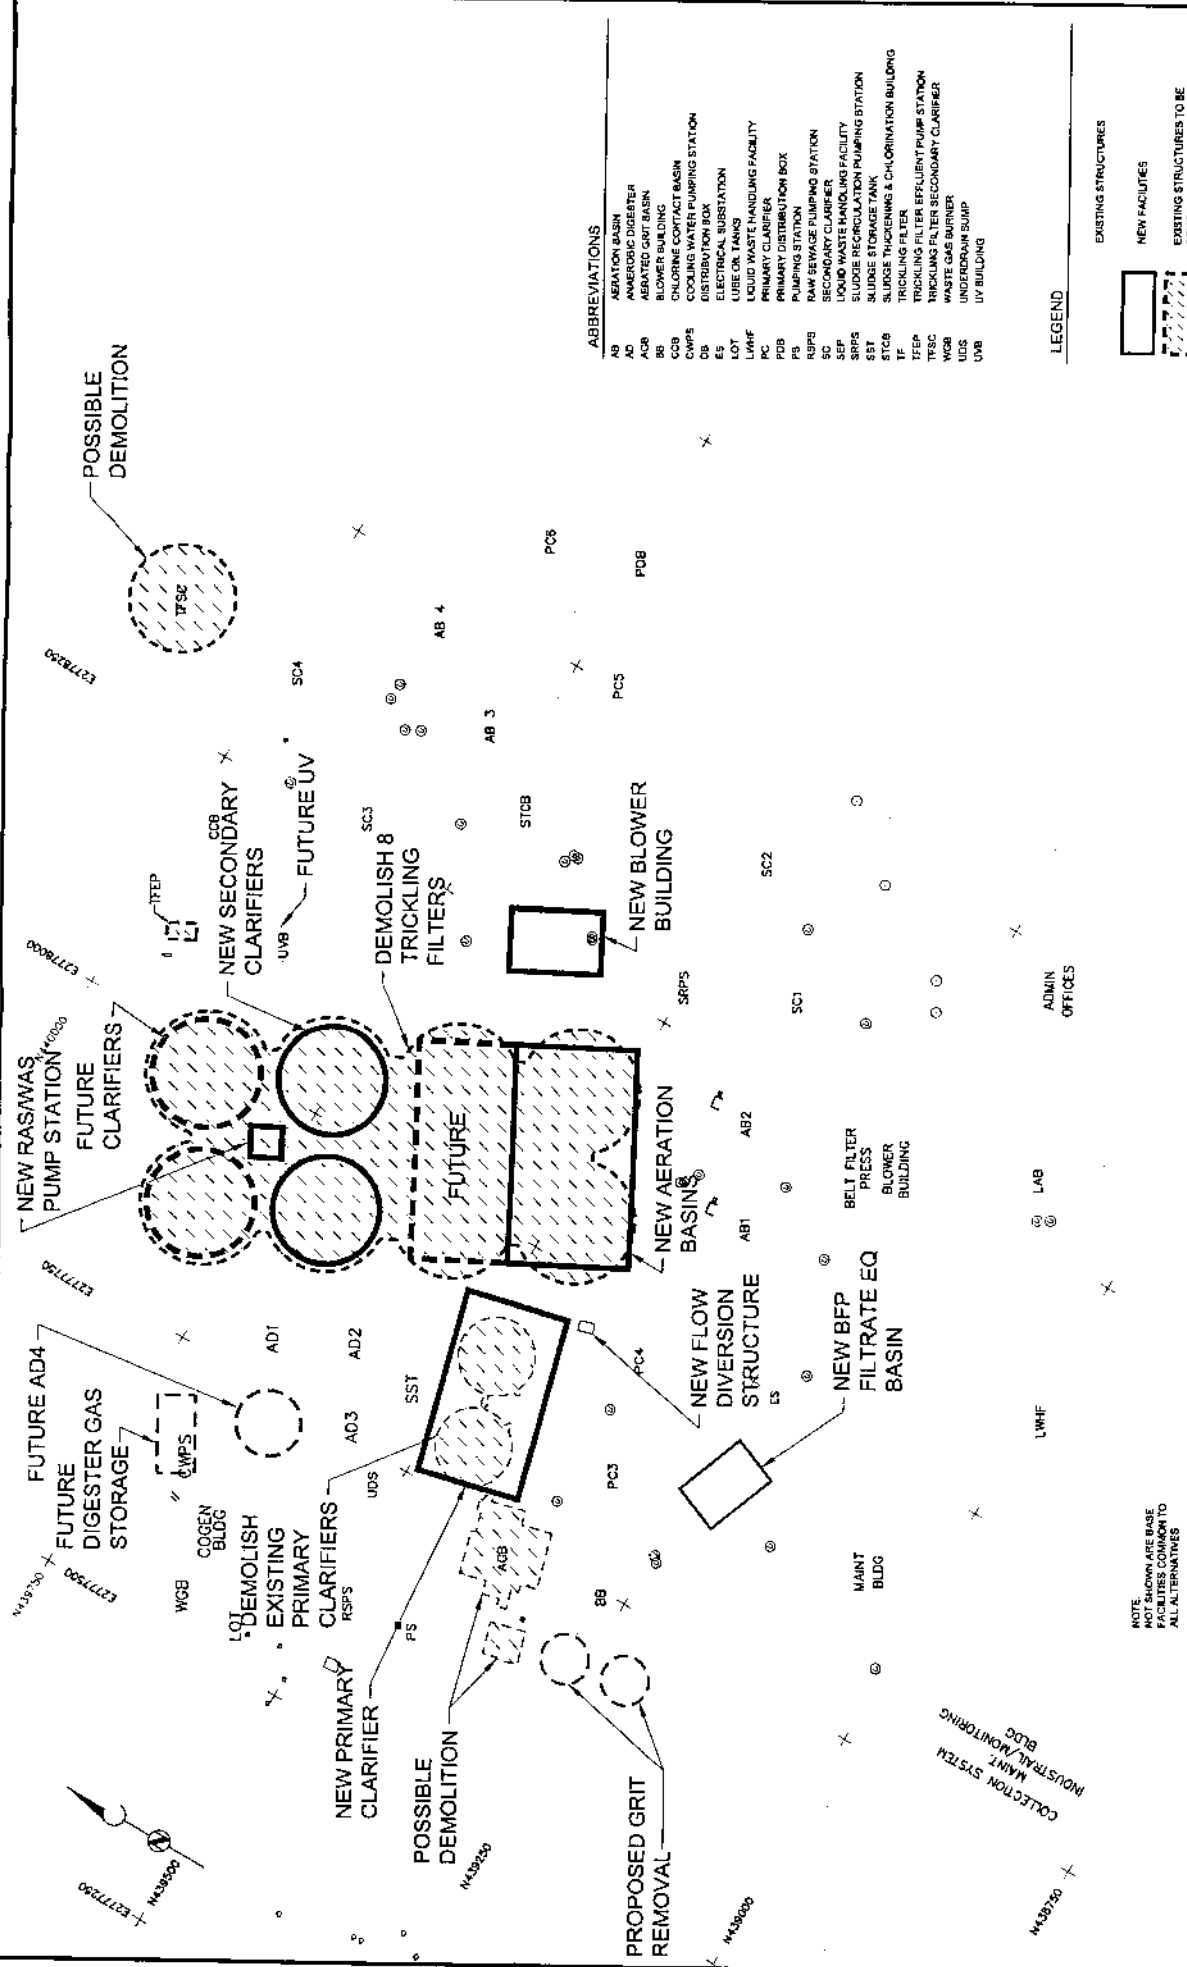 NEW RAS/WAS
PUMP STATION
FUTURE
CLARIFIERS
NEW SECONDARY
CLARIFIERS
FUTURE UV
DEMOLISH 8
TRICKLING
FILTERS
POSSIBLE
DEMOLITION
TFSC
TFEP
CCB
UVB
SC4
SC3
AB 4
AB 3
PC6
PDB
PC5
STCB
NEW BLOWER
BUILDING
SRPS
SC2
SC1
ADMIN
OFFICES
FUTURE
NEW AERATION
BASINS
AB2
AB1
BELT FILTER
PRESS
BLOWER
BUILDING
LAB
FUTURE AD4
FUTURE
DIGESTER GAS
STORAGE
CWPS
COGEN
BLDG
WGB
LOT
AD1
AD2
AD3
SST
UDS
DEMOLISH
EXISTING
PRIMARY
CLARIFIERS
RSPS
PS
NEW PRIMARY
CLARIFIER
POSSIBLE
DEMOLITION
AGB
BB
PROPOSED GRIT
REMOVAL
PC3
PC4
NEW FLOW
DIVERSION
STRUCTURE
ES
NEW BFP
FILTRATE EQ
BASIN
MAINT
BLDG
LWHF
COLLECTION SYSTEM
MAINT.
INDUSTRAIL/MONITORING
BLDG
E2777250
E2777500
E2777750
E2778000
E2778250
N439750
N439500
N439250
N439000
N438750
N
ABBREVIATIONS
AB AERATION BASIN
AD ANAEROBIC DIGESTER
AGB AERATED GRIT BASIN
BB BLOWER BUILDING
CCB CHLORINE CONTACT BASIN
CWPS COOLING WATER PUMPING STATION
DB DISTRIBUTION BOX
ES ELECTRICAL SUBSTATION
LOT LUBE OIL TANKS
LWHF LIQUID WASTE HANDLING FACILITY
PC PRIMARY CLARIFIER
PDB PRIMARY DISTRIBUTION BOX
PS PUMPING STATION
RSPS RAW SEWAGE PUMPING STATION
SC SECONDARY CLARIFIER
SEP LIQUID WASTE HANDLING FACILITY
SRPS SLUDGE RECIRCULATION PUMPING STATION
SST SLUDGE STORAGE TANK
STCB SLUDGE THICKENING & CHLORINATION BUILDING
TF TRICKLING FILTER
TFEP TRICKLING FILTER EFFLUENT PUMP STATION
TFSC TRICKLING FILTER SECONDARY CLARIFIER
WGB WASTE GAS BURNER
UDS UNDERDRAIN SUMP
UVB UV BUILDING
LEGEND
EXISTING STRUCTURES
NEW FACILITIES
EXISTING STRUCTURES TO BE
NOTE
NOT SHOWN ARE BASE
FACILITIES COMMON TO
ALL ALTERNATIVES